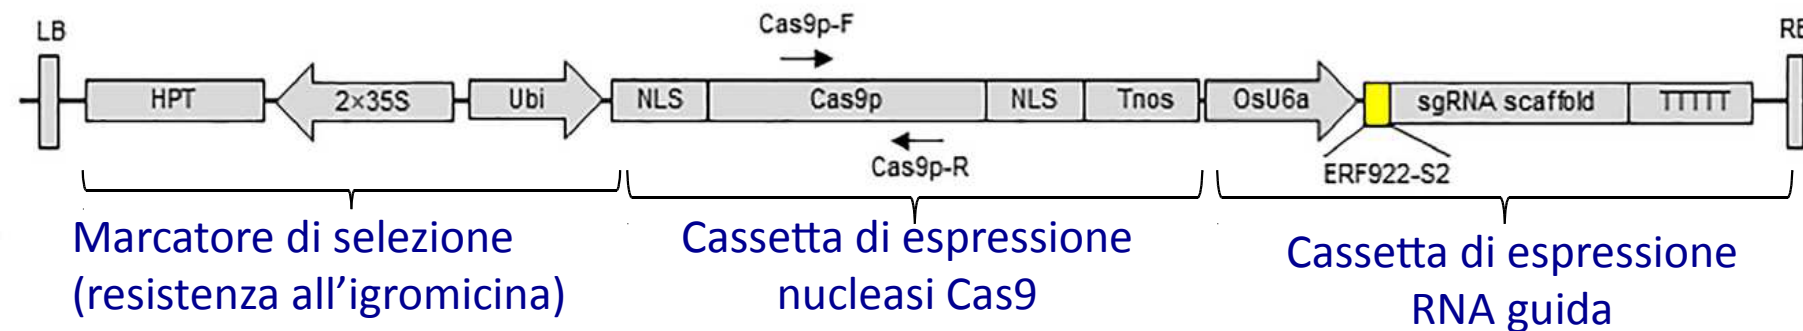 LB
Cas9p-F
RB
HPT
2×35S
Ubi
NLS
Cas9p
NLS
Tnos
OsU6a
sgRNA scaffold
TTTTT
Cas9p-R
ERF922-S2
Marcatore di selezione
(resistenza all’igromicina)
Cassetta di espressione
nucleasi Cas9
Cassetta di espressione
RNA guida